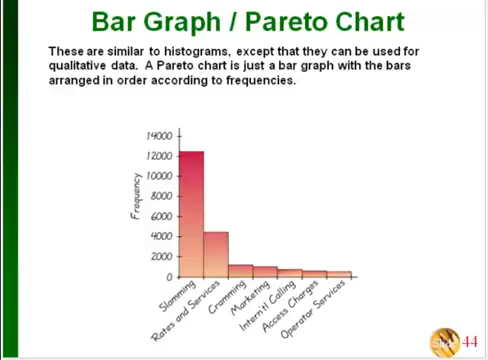 Bar Graph / Pareto Chart
These are similar to histograms, except that they can be used for
qualitative data. A Pareto chart is just a bar graph with the bars
arranged in order according to frequencies.
Frequency
14000
12000
10000
8000
6000
4000
2000
0
Slamming
Rates and Services
Cramming
Marketing
Intern'tl Calling
Access Charges
Operator Services
Slide 44